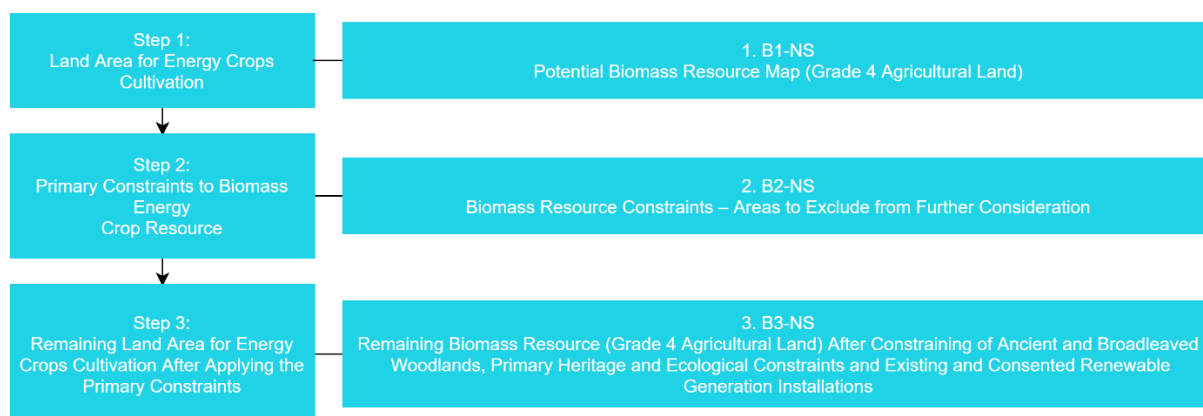 Step 1:
Land Area for Energy Crops
Cultivation
1. B1-NS
Potential Biomass Resource Map (Grade 4 Agricultural Land)
Step 2:
Primary Constraints to Biomass
Energy
Crop Resource
2. B2-NS
Biomass Resource Constraints – Areas to Exclude from Further Consideration
Step 3:
Remaining Land Area for Energy
Crops Cultivation After Applying the
Primary Constraints
3. B3-NS
Remaining Biomass Resource (Grade 4 Agricultural Land) After Constraining of Ancient and Broadleaved
Woodlands, Primary Heritage and Ecological Constraints and Existing and Consented Renewable
Generation Installations